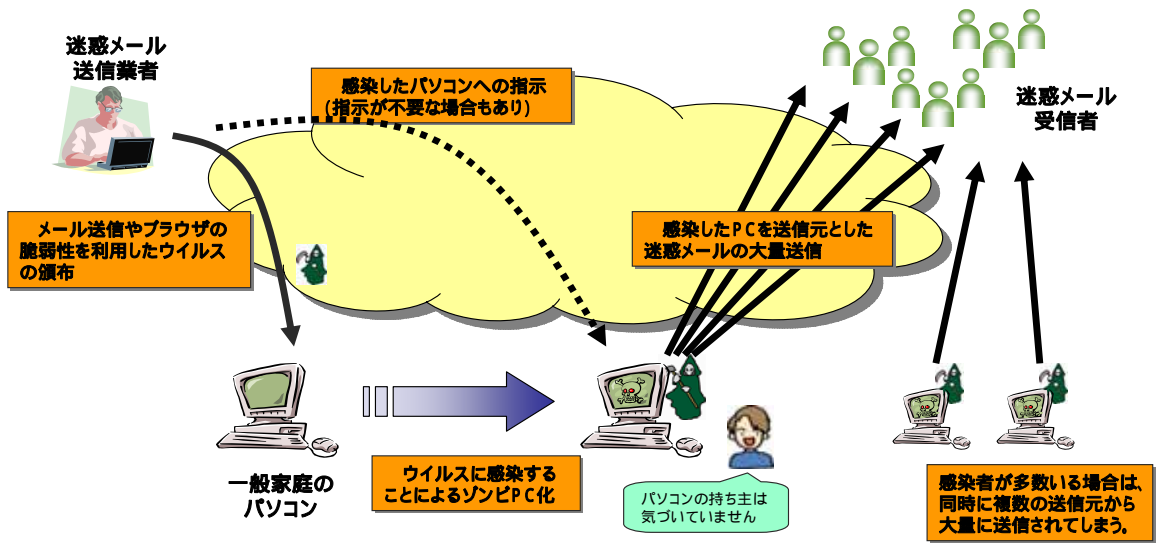 迷惑メール
送信業者
感染したパソコンへの指示
(指示が不要な場合もあり)
迷惑メール
受信者
メール送信やブラウザの
脆弱性を利用したウイルス
の頒布
感染したPCを送信元とした
迷惑メールの大量送信
一般家庭の
パソコン
ウイルスに感染する
ことによるゾンビPC化
パソコンの持ち主は
気づいていません
感染者が多数いる場合は、
同時に複数の送信元から
大量に送信されてしまう。